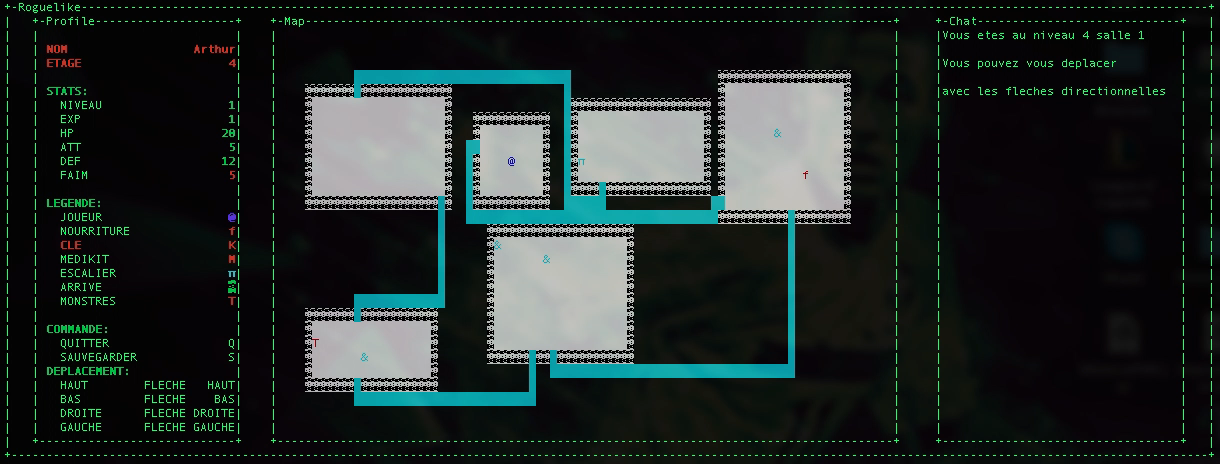 Roguelike
Profile
NOM Arthur
ETAGE 4
STATS:
NIVEAU 1
EXP 1
HP 20
ATT 5
DEF 12
FAIM 5
LEGENDE:
JOUEUR @
NOURRITURE f
CLE K
MEDIKIT M
ESCALIER π
ARRIVE
MONSTRES T
COMMANDE:
QUITTER Q
SAUVEGARDER S
DEPLACEMENT:
HAUT FLECHE HAUT
BAS FLECHE BAS
DROITE FLECHE DROITE
GAUCHE FLECHE GAUCHE
Map
&
@ π
f
&
&
T
&
Chat
Vous etes au niveau 4 salle 1
Vous pouvez vous deplacer
avec les fleches directionnelles